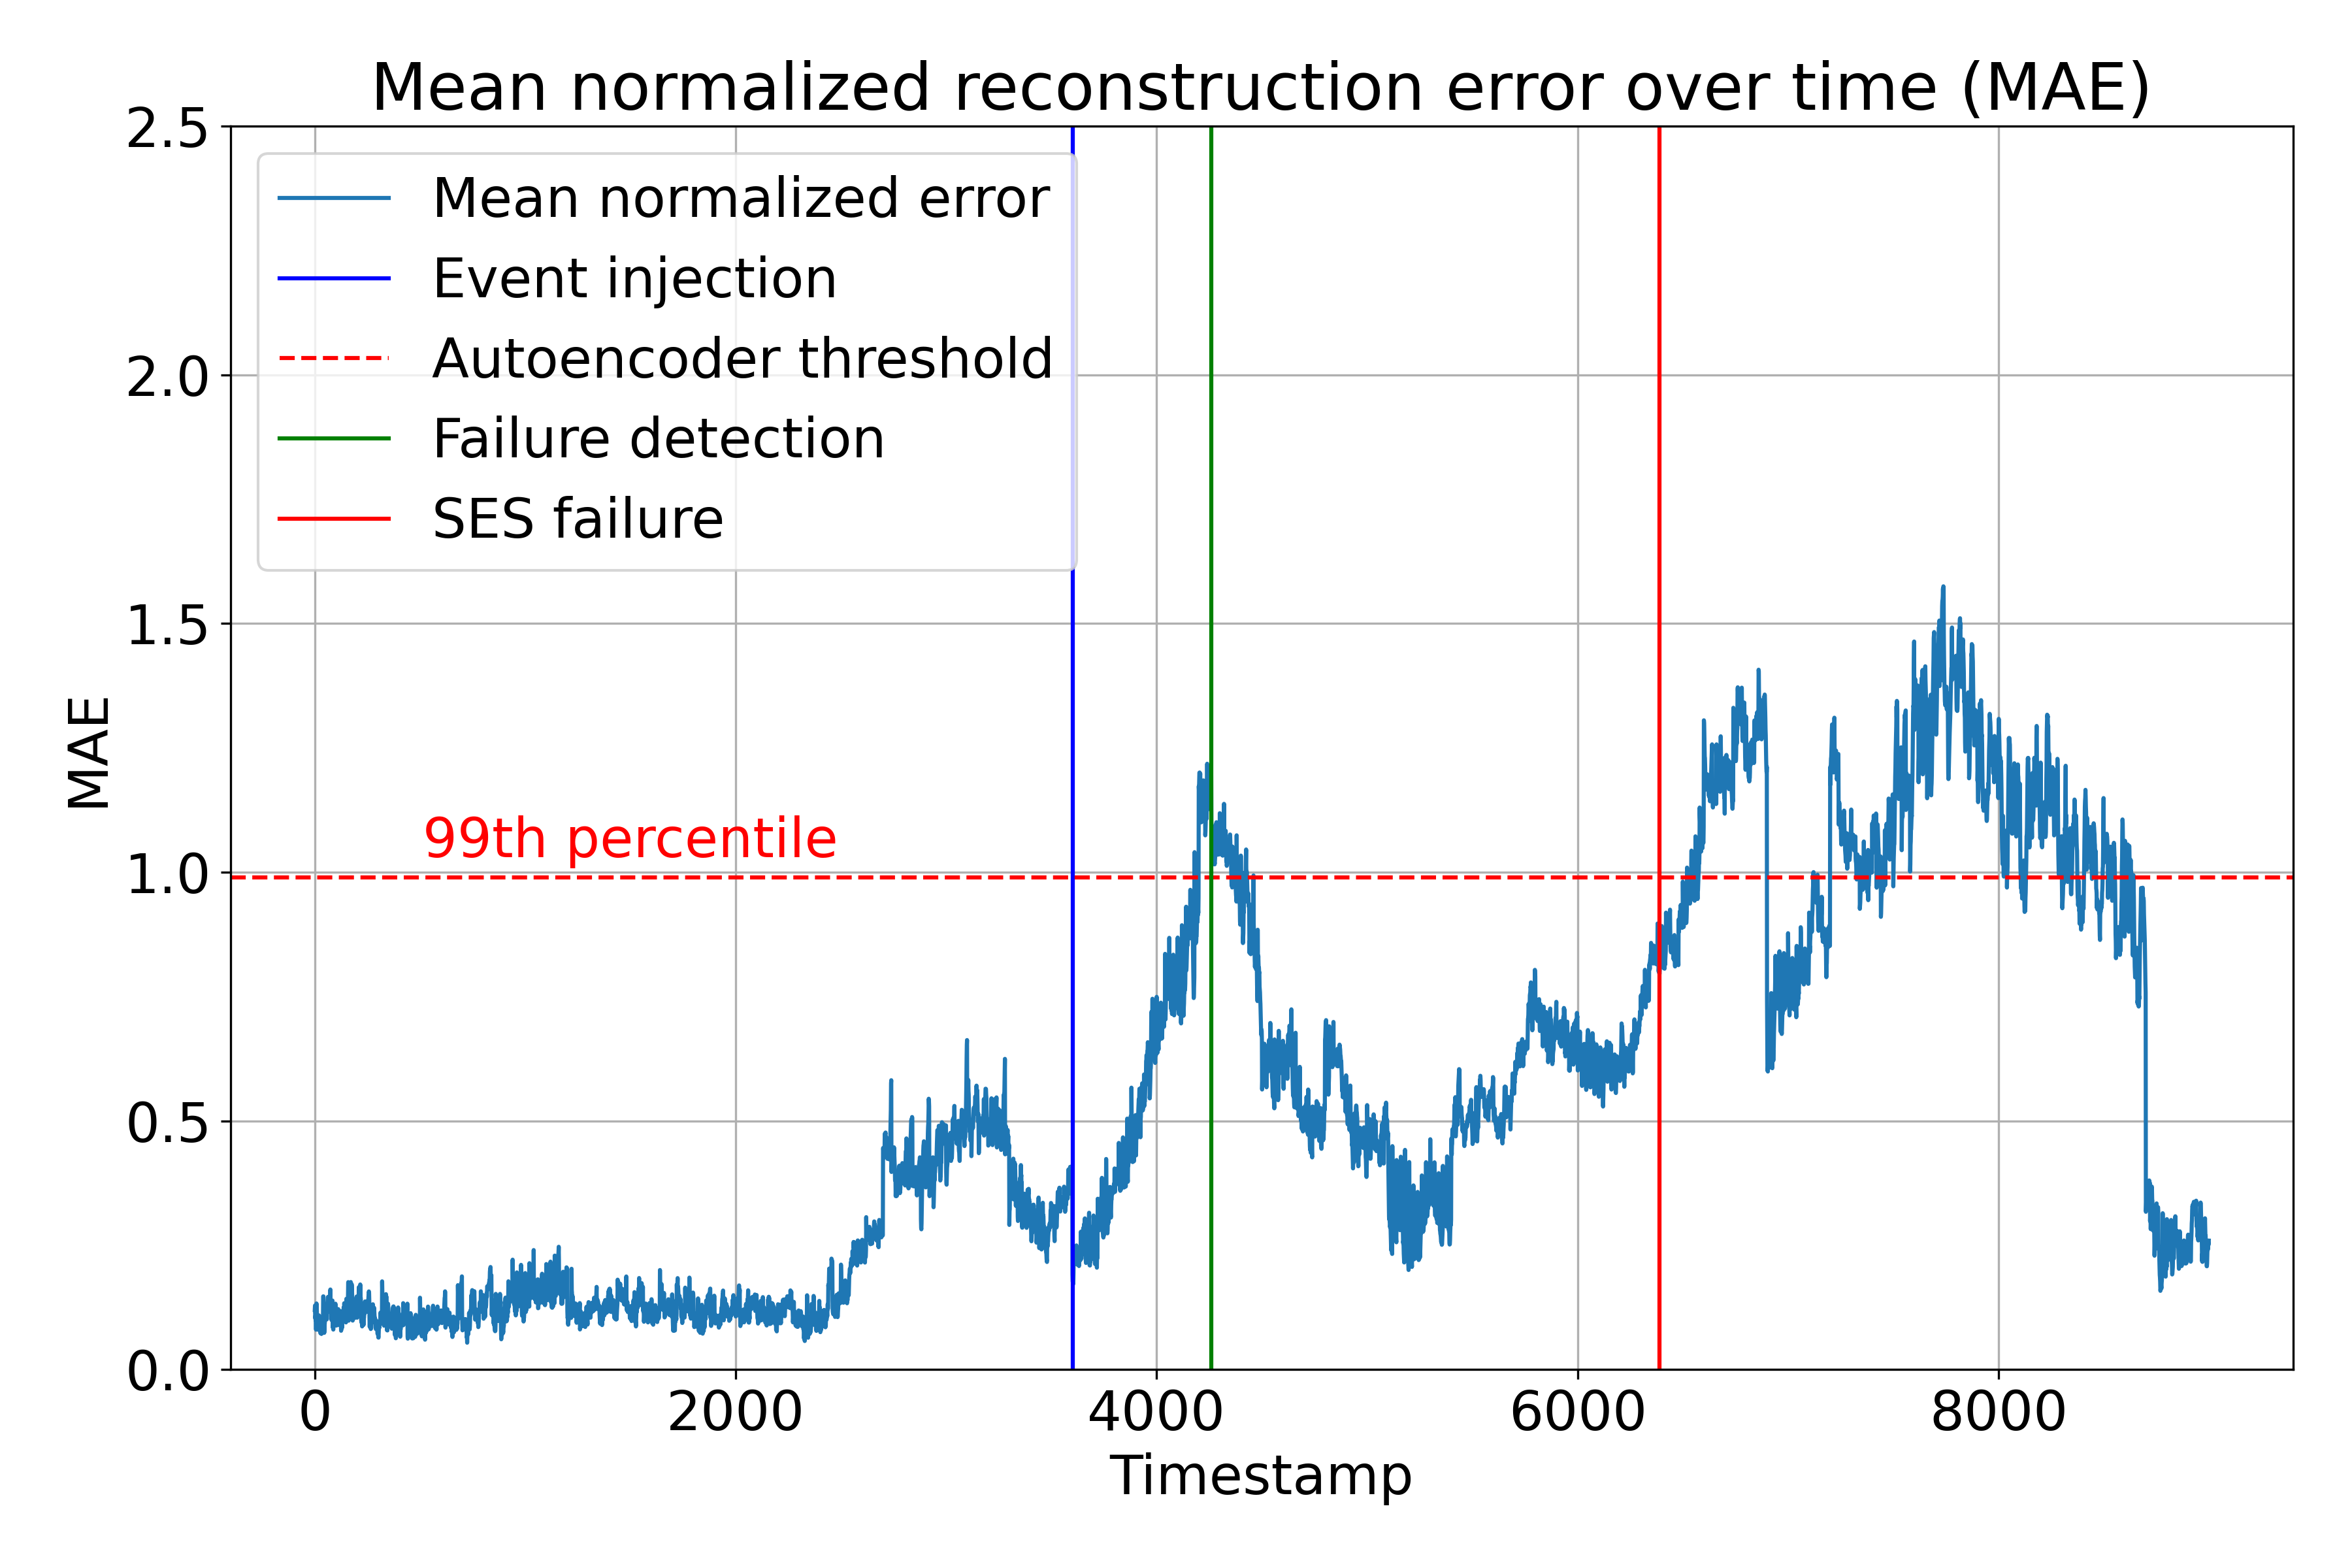 Mean normalized reconstruction error over time (MAE)
2.5
2.0
1.5
1.0
0.5
0.0
MAE
Mean normalized error
Event injection
Autoencoder threshold
Failure detection
SES failure
99th percentile
0 2000 4000 6000 8000
Timestamp